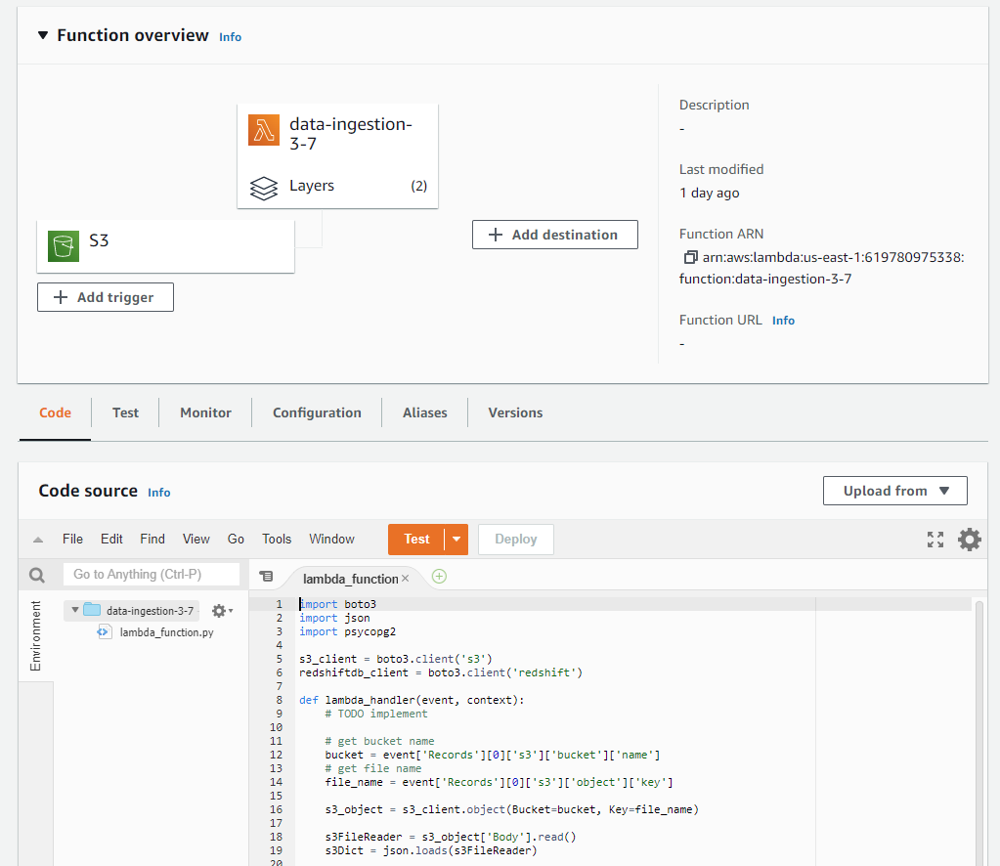 ▼ Function overview Info
data-ingestion-
3-7
Layers (2)
S3
+ Add destination
+ Add trigger
Description
-
Last modified
1 day ago
Function ARN
arn:aws:lambda:us-east-1:619780975338:
function:data-ingestion-3-7
Function URL Info
-
Code Test Monitor Configuration Aliases Versions
Code source Info
Upload from ▼
File Edit Find View Go Tools Window Test Deploy
Go to Anything (Ctrl-P)
lambda_function ×
Environment
data-ingestion-3-7
lambda_function.py
1 import boto3
2 import json
3 import psycopg2
4
5 s3_client = boto3.client('s3')
6 redshiftdb_client = boto3.client('redshift')
7
8 def lambda_handler(event, context):
9     # TODO implement
10
11     # get bucket name
12     bucket = event['Records'][0]['s3']['bucket']['name']
13     # get file name
14     file_name = event['Records'][0]['s3']['object']['key']
15
16     s3_object = s3_client.object(Bucket=bucket, Key=file_name)
17
18     s3FileReader = s3_object['Body'].read()
19     s3Dict = json.loads(s3FileReader)
20